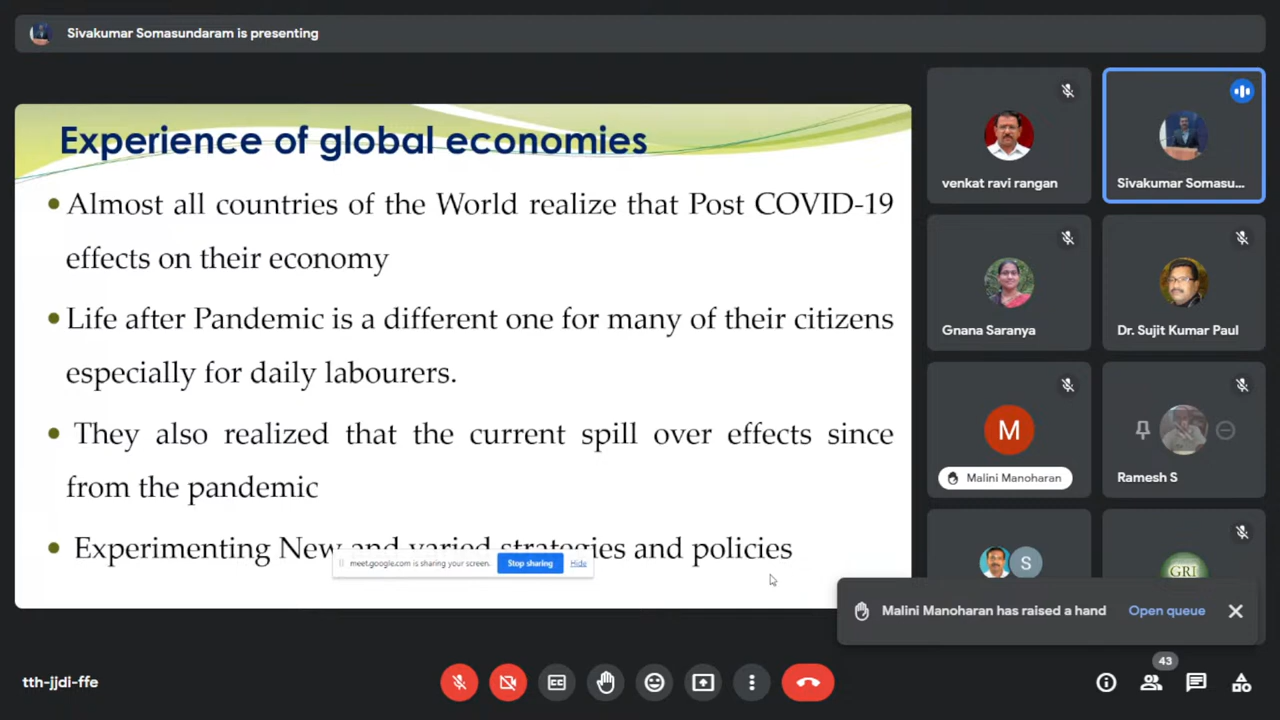 Sivakumar Somasundaram is presenting
Experience of global economies
• Almost all countries of the World realize that Post COVID-19
effects on their economy
• Life after Pandemic is a different one for many of their citizens
especially for daily labourers.
• They also realized that the current spill over effects since
from the pandemic
• Experimenting New and varied strategies and policies
meet.google.com is sharing your screen.
Stop sharing
Hide
venkat ravi rangan
Sivakumar Somasu...
Gnana Saranya
Dr. Sujit Kumar Paul
M
Malini Manoharan
Ramesh S
S
GRI
Malini Manoharan has raised a hand
Open queue
tth-jjdi-ffe
43